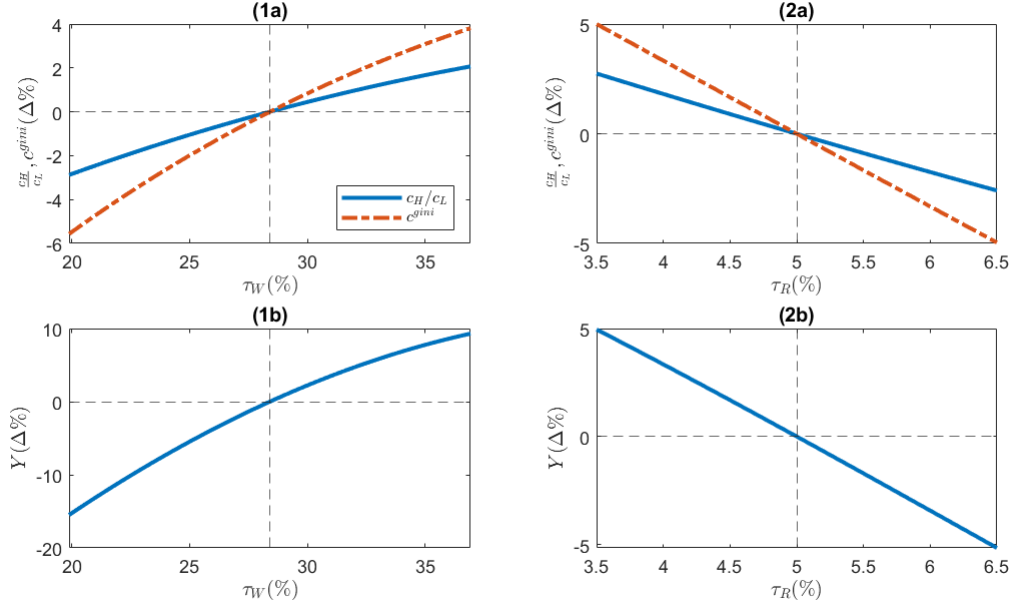 (1a)
4
2
0
-2
-4
-6
c_H/c_L, c^{gini}(Δ%)
c_H/c_L
c^{gini}
20 25 30 35
τ_W(%)
(2a)
5
0
-5
c_H/c_L, c^{gini}(Δ%)
3.5 4 4.5 5 5.5 6 6.5
τ_R(%)
(1b)
10
0
-10
-20
Y(Δ%)
20 25 30 35
τ_W(%)
(2b)
5
0
-5
Y(Δ%)
3.5 4 4.5 5 5.5 6 6.5
τ_R(%)